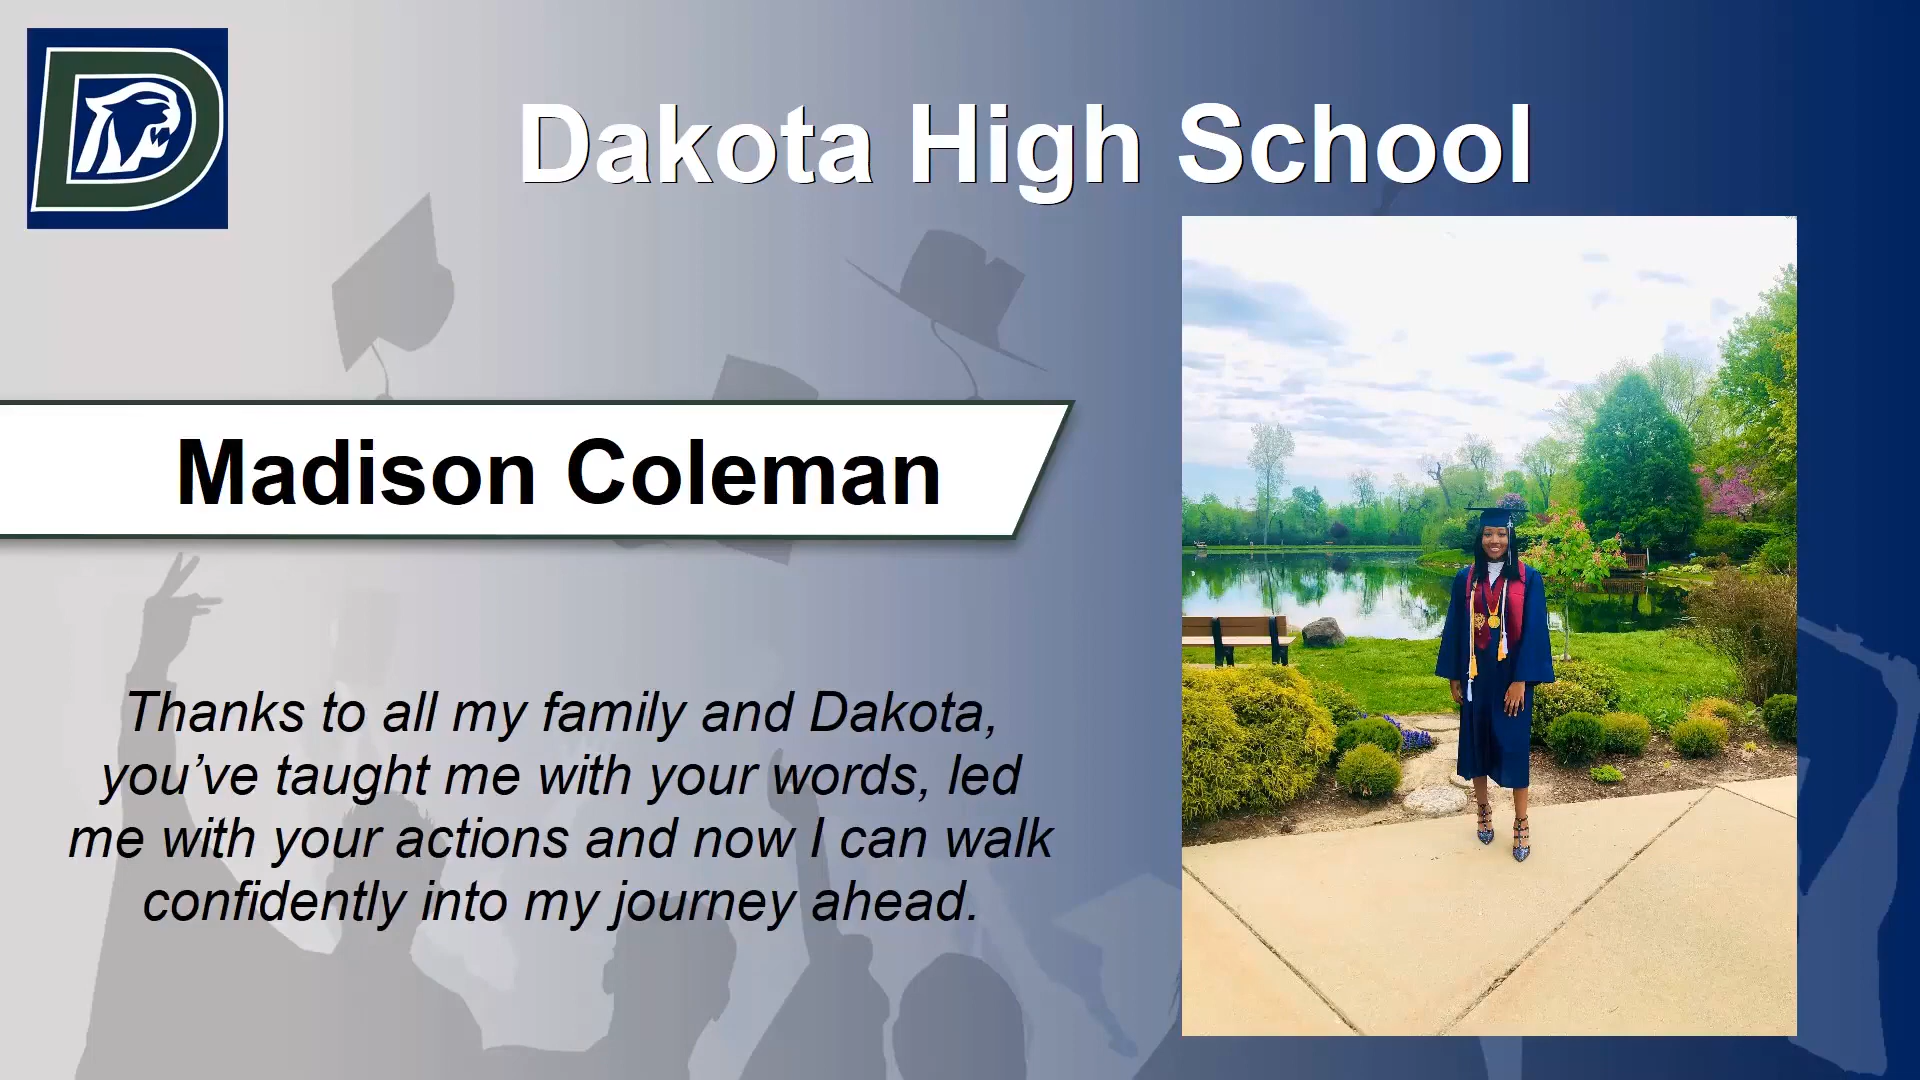 D
Dakota High School
Madison Coleman
Thanks to all my family and Dakota,
you’ve taught me with your words, led
me with your actions and now I can walk
confidently into my journey ahead.